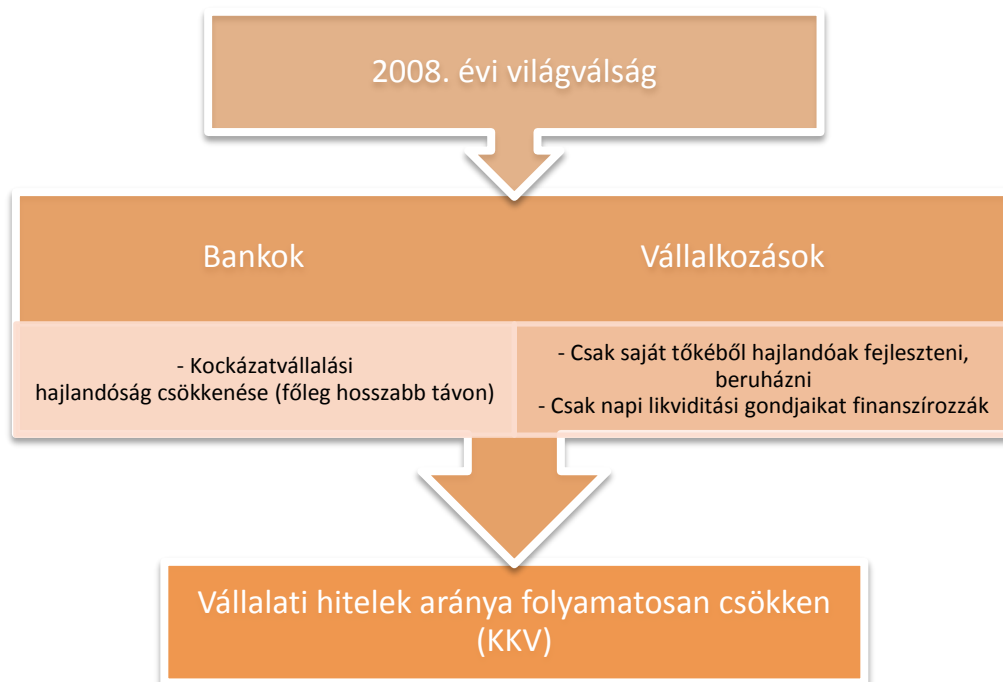 2008. évi világválság
Bankok
Vállalkozások
- Kockázatvállalási
hajlandóság csökkenése (főleg hosszabb távon)
- Csak saját tőkéből hajlandóak fejleszteni,
beruházni
- Csak napi likviditási gondjaikat finanszírozzák
Vállalati hitelek aránya folyamatosan csökken
(KKV)